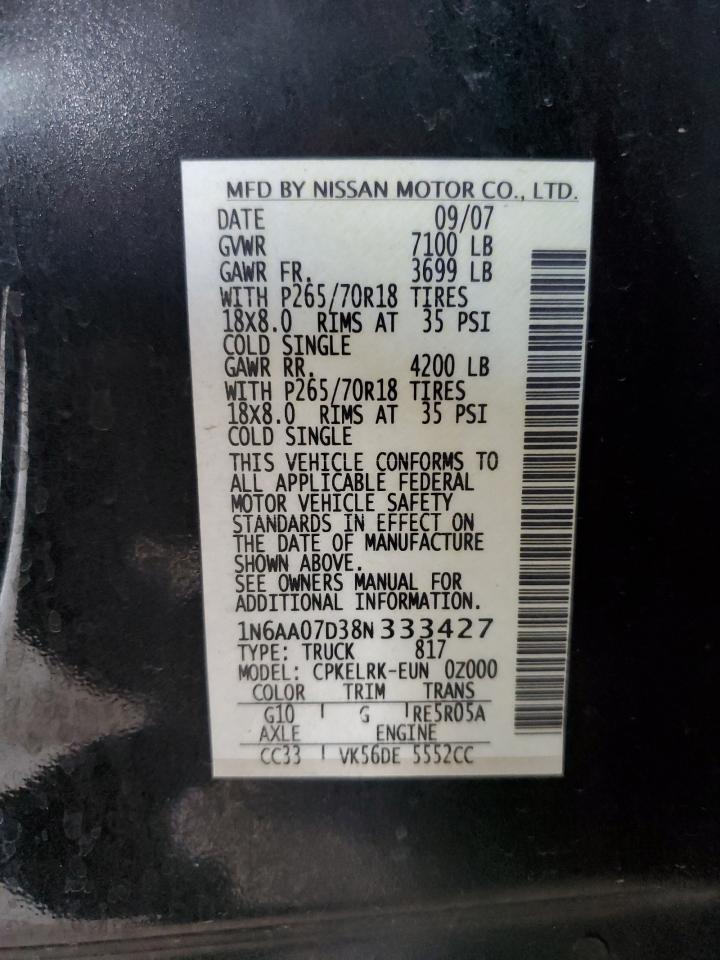 MFD BY NISSAN MOTOR CO., LTD.
DATE 09/07
GVWR 7100 LB
GAWR FR. 3699 LB
WITH P265/70R18 TIRES
18X8.0 RIMS AT 35 PSI
COLD SINGLE
GAWR RR. 4200 LB
WITH P265/70R18 TIRES
18X8.0 RIMS AT 35 PSI
COLD SINGLE
THIS VEHICLE CONFORMS TO
ALL APPLICABLE FEDERAL
MOTOR VEHICLE SAFETY
STANDARDS IN EFFECT ON
THE DATE OF MANUFACTURE
SHOWN ABOVE.
SEE OWNERS MANUAL FOR
ADDITIONAL INFORMATION.
1N6AA07D38N333427
TYPE: TRUCK 817
MODEL: CPKELRK-EUN 0Z000
COLOR TRIM TRANS
G10 G RE5R05A
AXLE ENGINE
CC33 VK56DE 5552CC